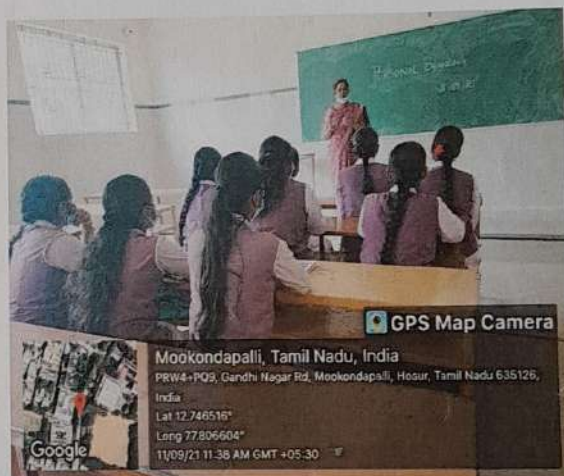 GPS Map Camera
Mookondapalli, Tamil Nadu, India
PRW4+PQ9, Gandhi Nagar Rd, Mookondapalli, Hosur, Tamil Nadu 635126,
India
Lat 12.746516°
Long 77.806604°
11/09/21 11:38 AM GMT +05:30
Google